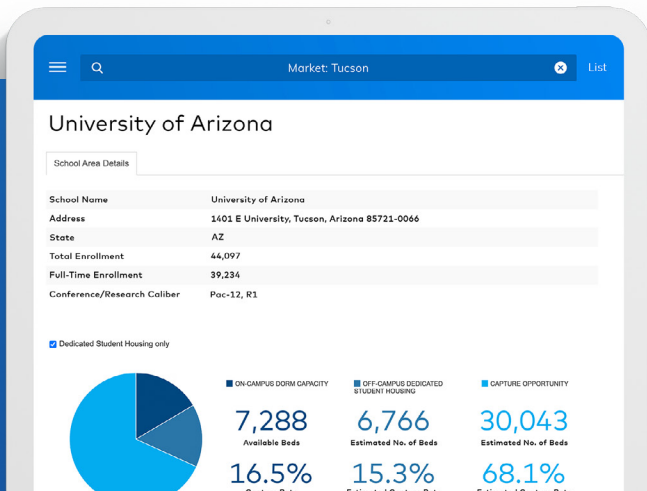 Market: Tucson
List
University of Arizona
School Area Details
School Name University of Arizona
Address 1401 E University, Tucson, Arizona 85721-0066
State AZ
Total Enrollment 44,097
Full-Time Enrollment 39,234
Conference/Research Caliber Pac-12, R1
Dedicated Student Housing only
ON-CAMPUS DORM CAPACITY
7,288
Available Beds
16.5%
OFF-CAMPUS DEDICATED
STUDENT HOUSING
6,766
Estimated No. of Beds
15.3%
CAPTURE OPPORTUNITY
30,043
Estimated No. of Beds
68.1%